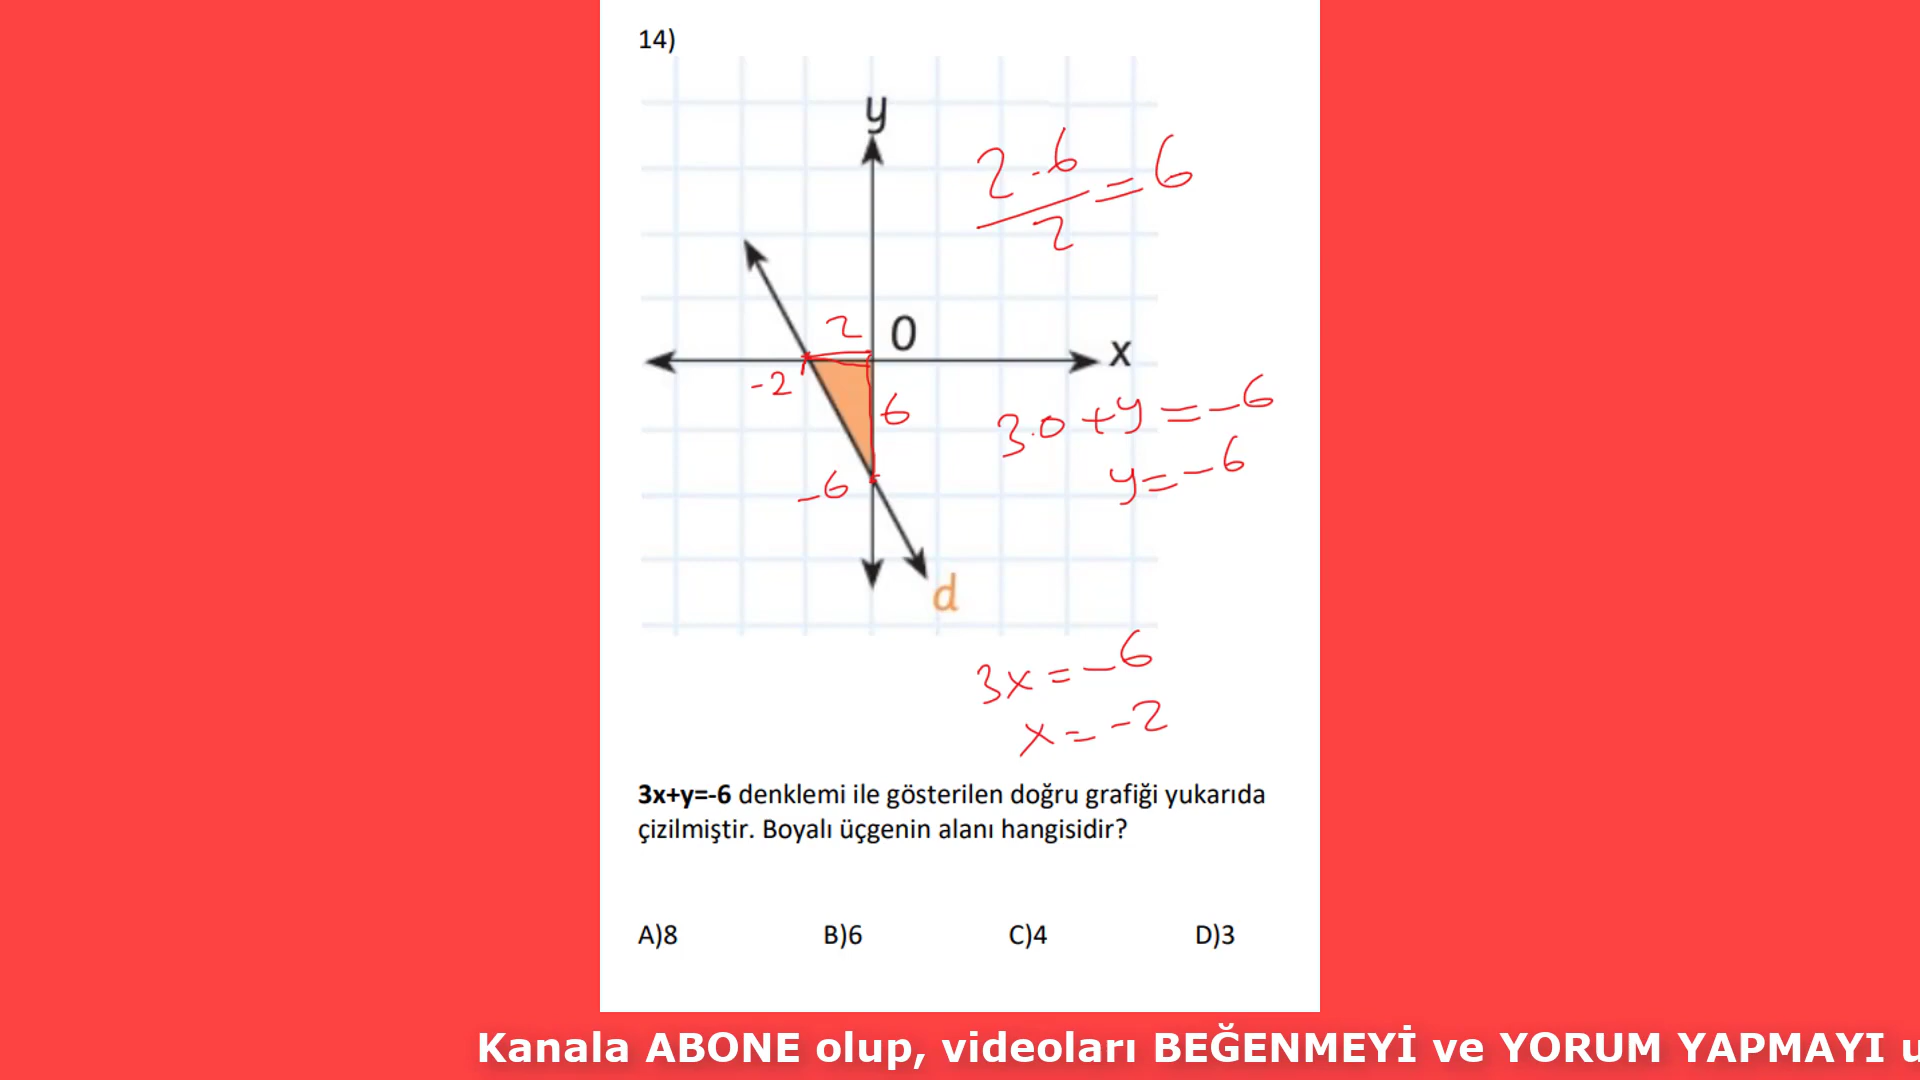 14)
y
2.6/2=6
2
O
x
-2
6
3.0+y=-6
y=-6
-6
d
3x=-6
x=-2
3x+y=-6 denklemi ile gösterilen doğru grafiği yukarıda
çizilmiştir. Boyalı üçgenin alanı hangisidir?
A)8 B)6 C)4 D)3
Kanala ABONE olup, videoları BEĞENMEYİ ve YORUM YAPMAYI u